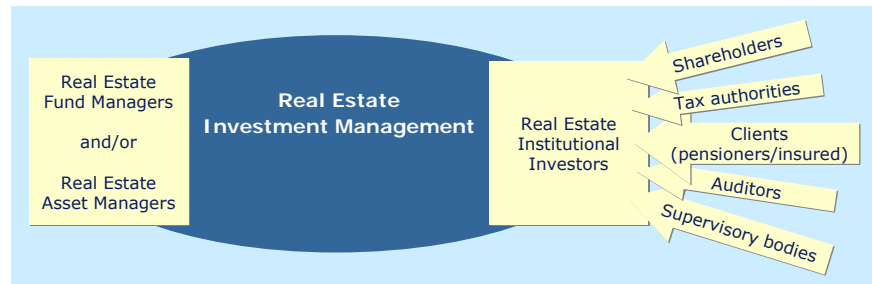 Real Estate
Fund Managers
and/or
Real Estate
Asset Managers
Real Estate
Investment Management
Real Estate
Institutional
Investors
Shareholders
Tax authorities
Clients
(pensioners/insured)
Auditors
Supervisory bodies